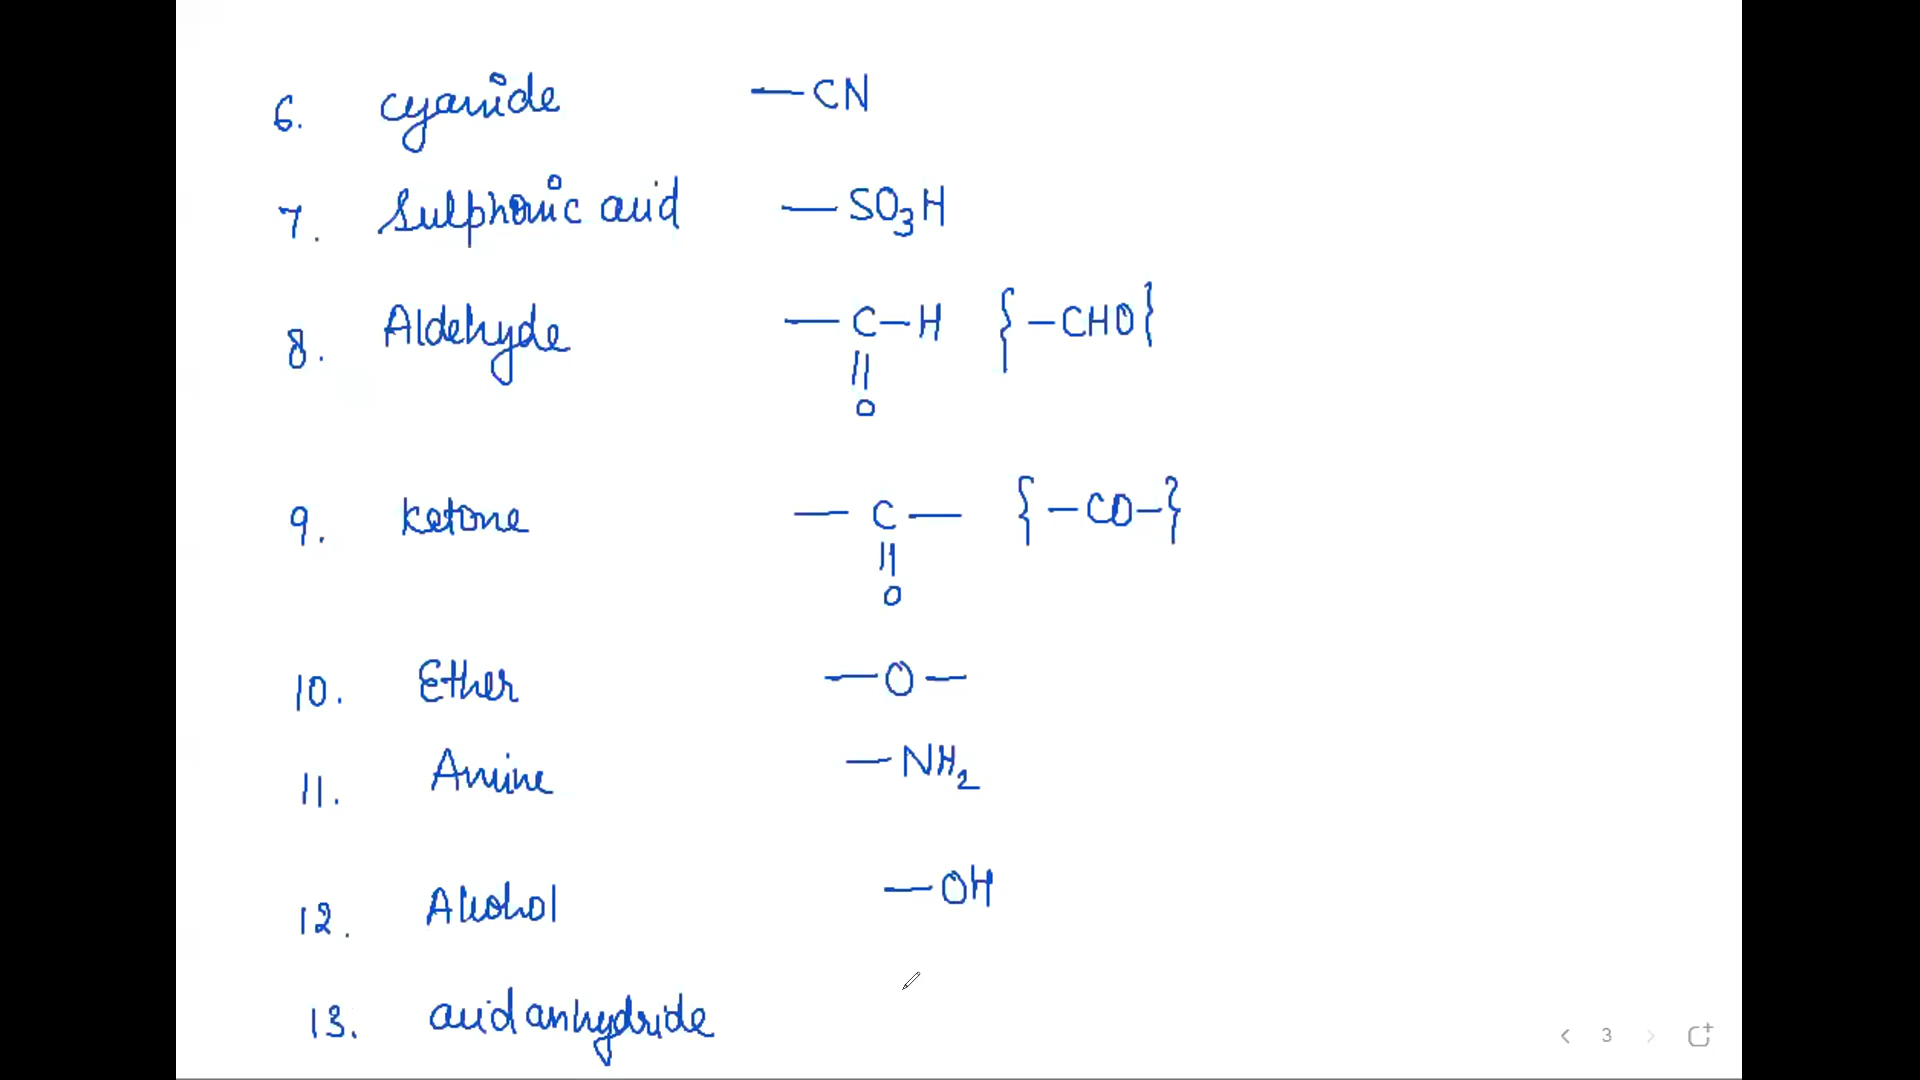 6. cyanide —CN
7. Sulphonic acid —SO₃H
8. Aldehyde —C—H {—CHO}
||
O
9. ketone —C— {—CO—}
||
O
10. Ether —O—
11. Amine —NH₂
12. Alcohol —OH
13. acid anhydride
3